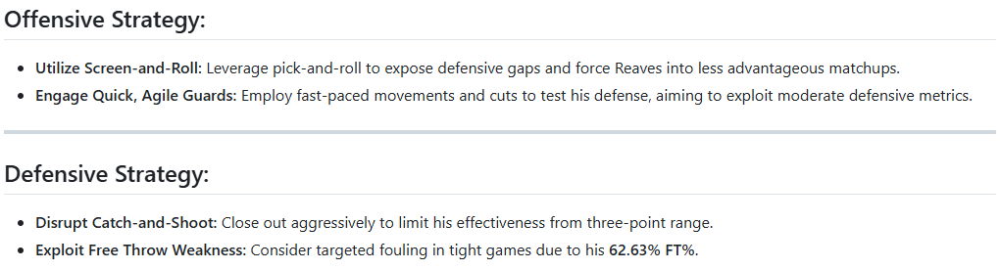 Offensive Strategy:
• Utilize Screen-and-Roll: Leverage pick-and-roll to expose defensive gaps and force Reaves into less advantageous matchups.
• Engage Quick, Agile Guards: Employ fast-paced movements and cuts to test his defense, aiming to exploit moderate defensive metrics.
Defensive Strategy:
• Disrupt Catch-and-Shoot: Close out aggressively to limit his effectiveness from three-point range.
• Exploit Free Throw Weakness: Consider targeted fouling in tight games due to his 62.63% FT%.